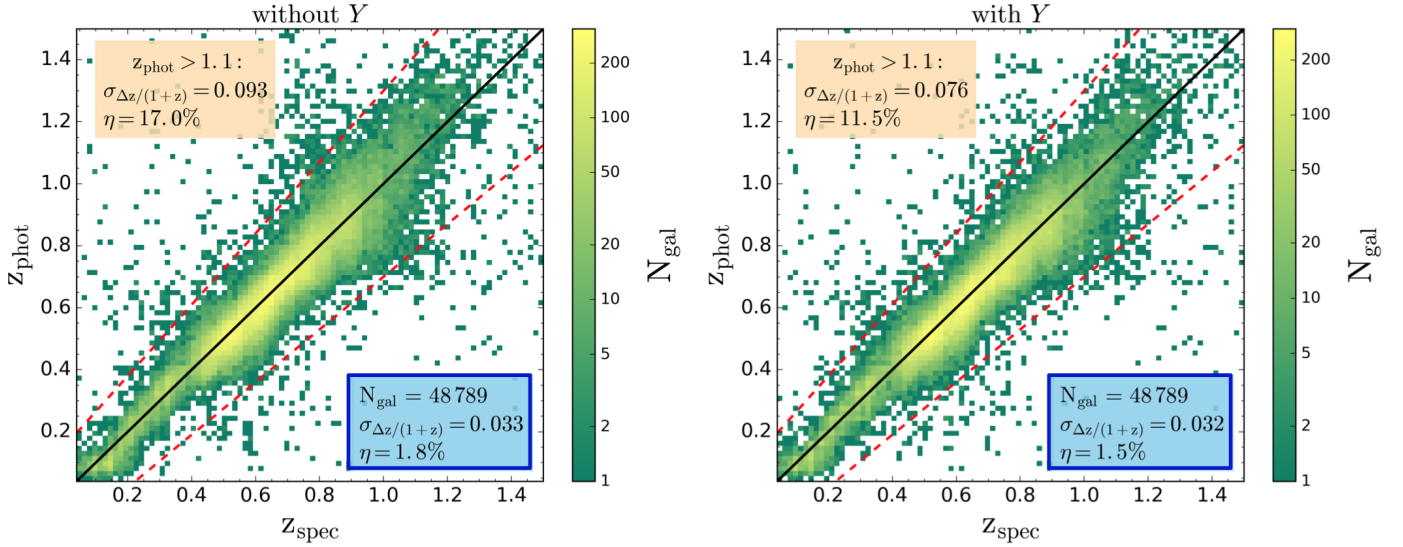 without Y
z_phot > 1.1:
σ_Δz/(1+z) = 0.093
η = 17.0%
N_gal = 48 789
σ_Δz/(1+z) = 0.033
η = 1.8%
1.4
1.2
1.0
0.8
0.6
0.4
0.2
z_phot
0.2 0.4 0.6 0.8 1.0 1.2 1.4
z_spec
200
100
50
20
10
5
2
1
N_gal
with Y
z_phot > 1.1:
σ_Δz/(1+z) = 0.076
η = 11.5%
N_gal = 48 789
σ_Δz/(1+z) = 0.032
η = 1.5%
1.4
1.2
1.0
0.8
0.6
0.4
0.2
z_phot
0.2 0.4 0.6 0.8 1.0 1.2 1.4
z_spec
200
100
50
20
10
5
2
1
N_gal